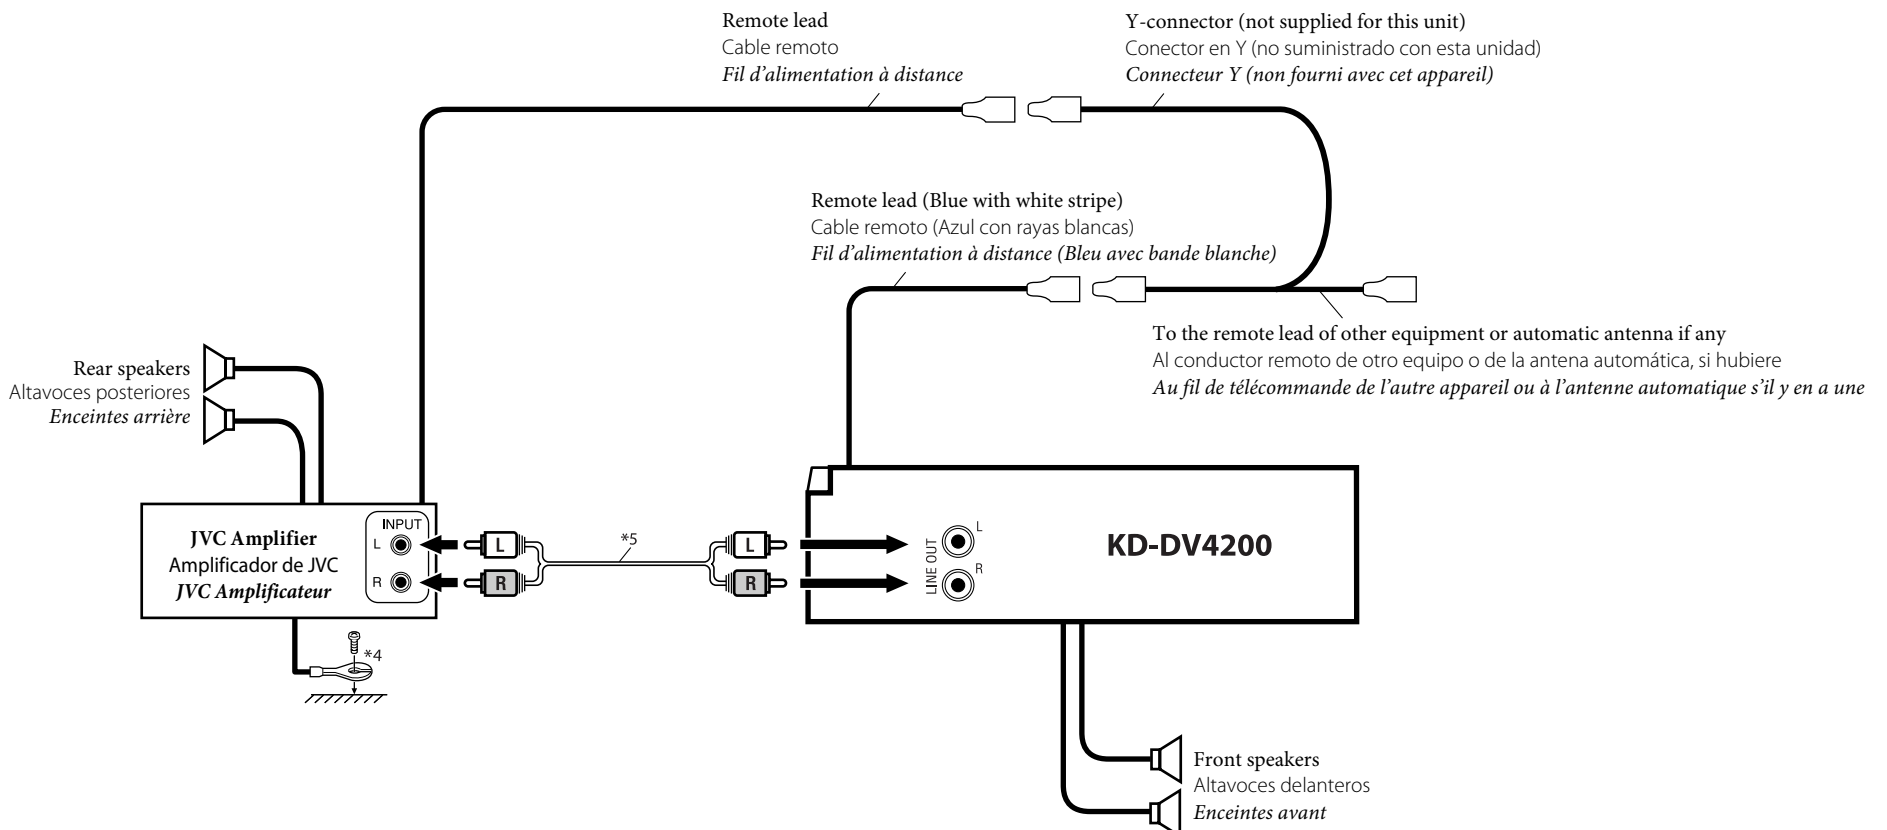 Remote lead
Cable remoto
Fil d'alimentation à distance
Y-connector (not supplied for this unit)
Conector en Y (no suministrado con esta unidad)
Connecteur Y (non fourni avec cet appareil)
Remote lead (Blue with white stripe)
Cable remoto (Azul con rayas blancas)
Fil d'alimentation à distance (Bleu avec bande blanche)
To the remote lead of other equipment or automatic antenna if any
Al conductor remoto de otro equipo o de la antena automática, si hubiere
Au fil de télécommande de l'autre appareil ou à l'antenne automatique s'il y en a une
Rear speakers
Altavoces posteriores
Enceintes arrière
JVC Amplifier
Amplificador de JVC
JVC Amplificateur
INPUT
L
R
L
R
*5
L
R
LINE OUT
L
R
KD-DV4200
*4
Front speakers
Altavoces delanteros
Enceintes avant